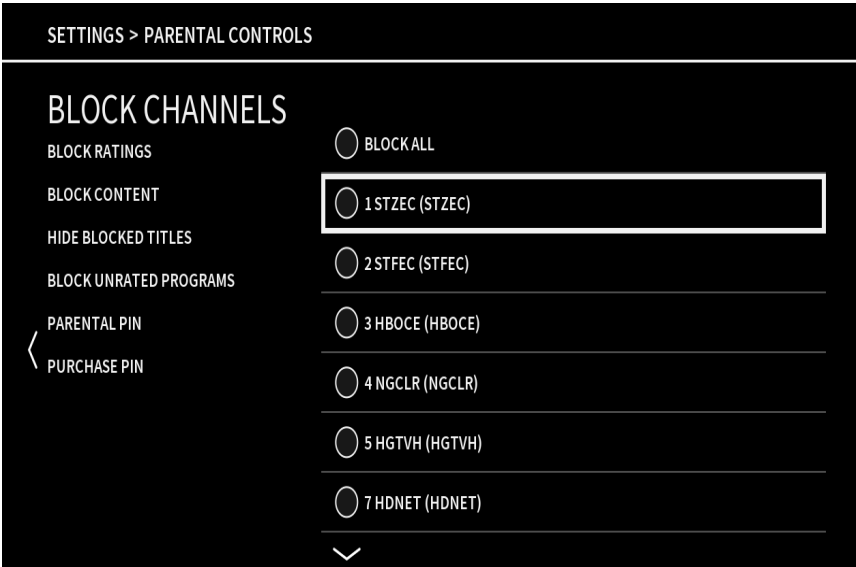 SETTINGS > PARENTAL CONTROLS
BLOCK CHANNELS
BLOCK RATINGS
BLOCK CONTENT
HIDE BLOCKED TITLES
BLOCK UNRATED PROGRAMS
PARENTAL PIN
PURCHASE PIN
BLOCK ALL
1 STZEC (STZEC)
2 STFEC (STFEC)
3 HBOCE (HBOCE)
4 NGCLR (NGCLR)
5 HGTVH (HGTVH)
7 HDNET (HDNET)